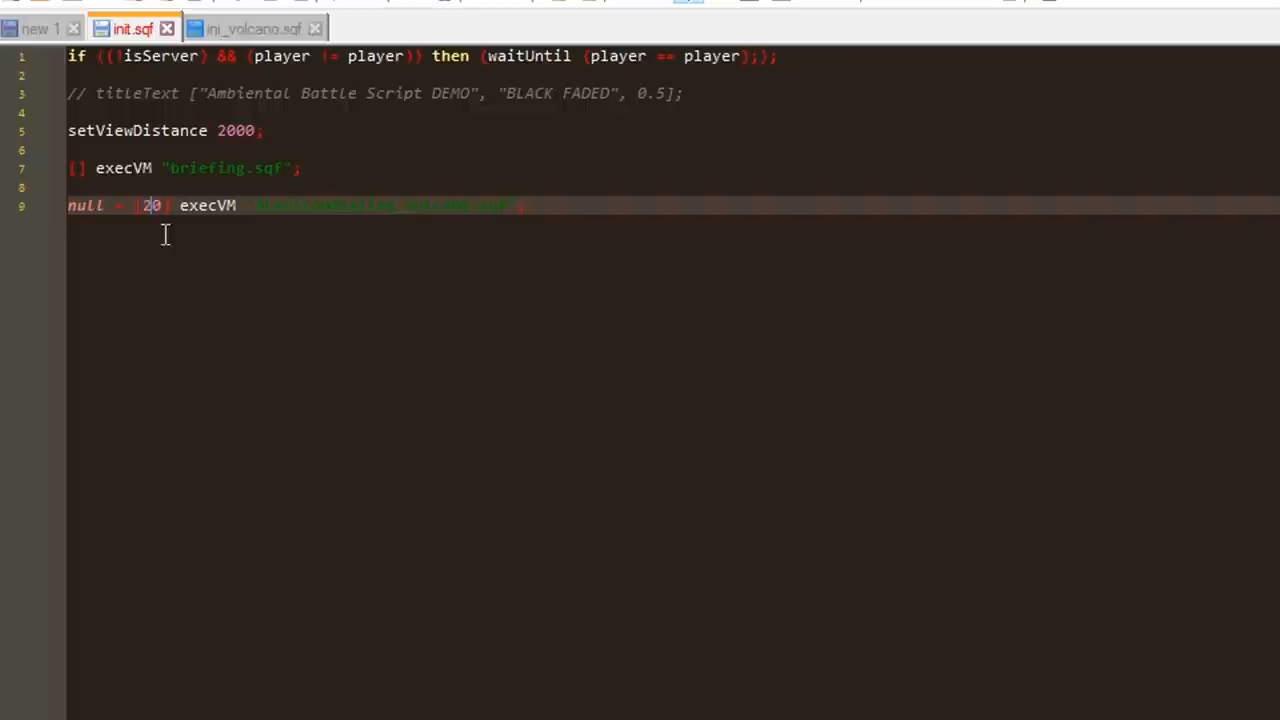 new 1
init.sqf
ini_volcano.sqf
1 if ((!isServer) && (player != player)) then {waitUntil {player == player};};
2
3 // titleText ["Ambiental Battle Script DEMO", "BLACK FADED", 0.5];
4
5 setViewDistance 2000;
6
7 [] execVM "briefing.sqf";
8
9 null = [20] execVM